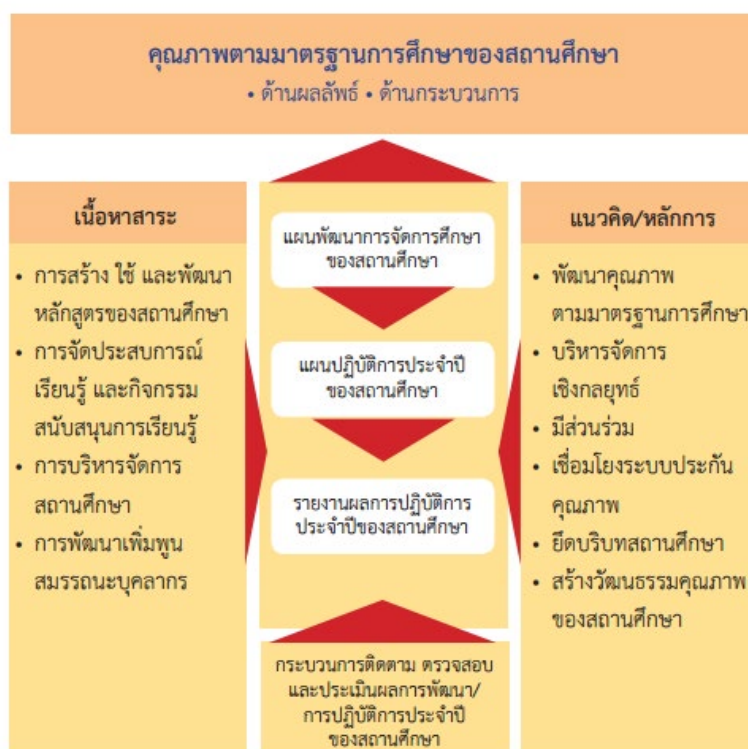 คุณภาพตามมาตรฐานการศึกษาของสถานศึกษา
• ด้านผลลัพธ์ • ด้านกระบวนการ
เนื้อหาสาระ
• การสร้าง ใช้ และพัฒนา
หลักสูตรของสถานศึกษา
• การจัดประสบการณ์
เรียนรู้ และกิจกรรม
สนับสนุนการเรียนรู้
• การบริหารจัดการ
สถานศึกษา
• การพัฒนาเพิ่มพูน
สมรรถนะบุคลากร
แผนพัฒนาการจัดการศึกษา
ของสถานศึกษา
แผนปฏิบัติการประจำปี
ของสถานศึกษา
รายงานผลการปฏิบัติการ
ประจำปีของสถานศึกษา
กระบวนการติดตาม ตรวจสอบ
และประเมินผลการพัฒนา/
การปฏิบัติการประจำปี
ของสถานศึกษา
แนวคิด/หลักการ
• พัฒนาคุณภาพ
ตามมาตรฐานการศึกษา
• บริหารจัดการ
เชิงกลยุทธ์
• มีส่วนร่วม
• เชื่อมโยงระบบประกัน
คุณภาพ
• ยึดบริบทสถานศึกษา
• สร้างวัฒนธรรมคุณภาพ
ของสถานศึกษา